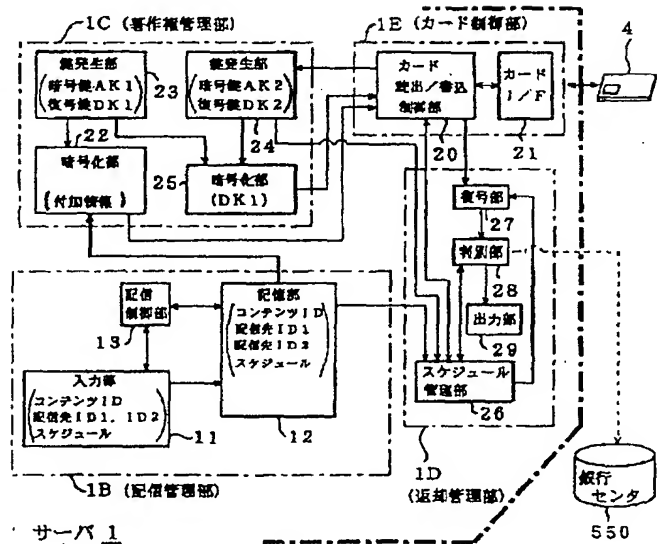 1C (著作権管理部)
1E (カード制御部)
4
鍵発生部
(暗号鍵AK1
復号鍵DK1)
23
鍵発生部
(暗号鍵AK2
復号鍵DK2)
24
カード
読出/書込
制御部
20
カード
I/F
21
22
暗号化部
(付加情報)
25
暗号化部
(DK1)
復号部
27
判別部
28
出力部
29
スケジュール
管理部
26
配信
制御部
13
記憶部
(コンテンツID
配信先ID1
配信先ID2
スケジュール)
12
入力部
(コンテンツID
配信先ID1, ID2
スケジュール)
11
1B (配信管理部)
1D
(返却管理部)
銀行
センタ
550
サーバ 1